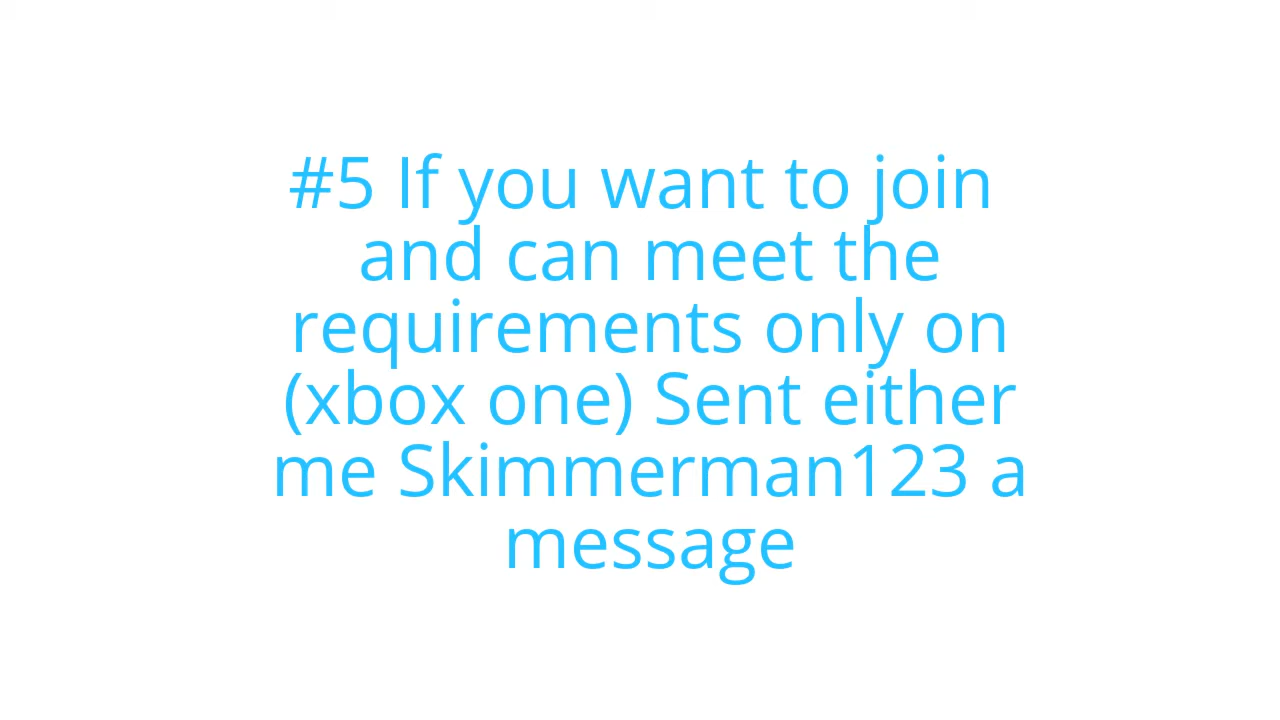 #5 If you want to join
and can meet the
requirements only on
(xbox one) Sent either
me Skimmerman123 a
message